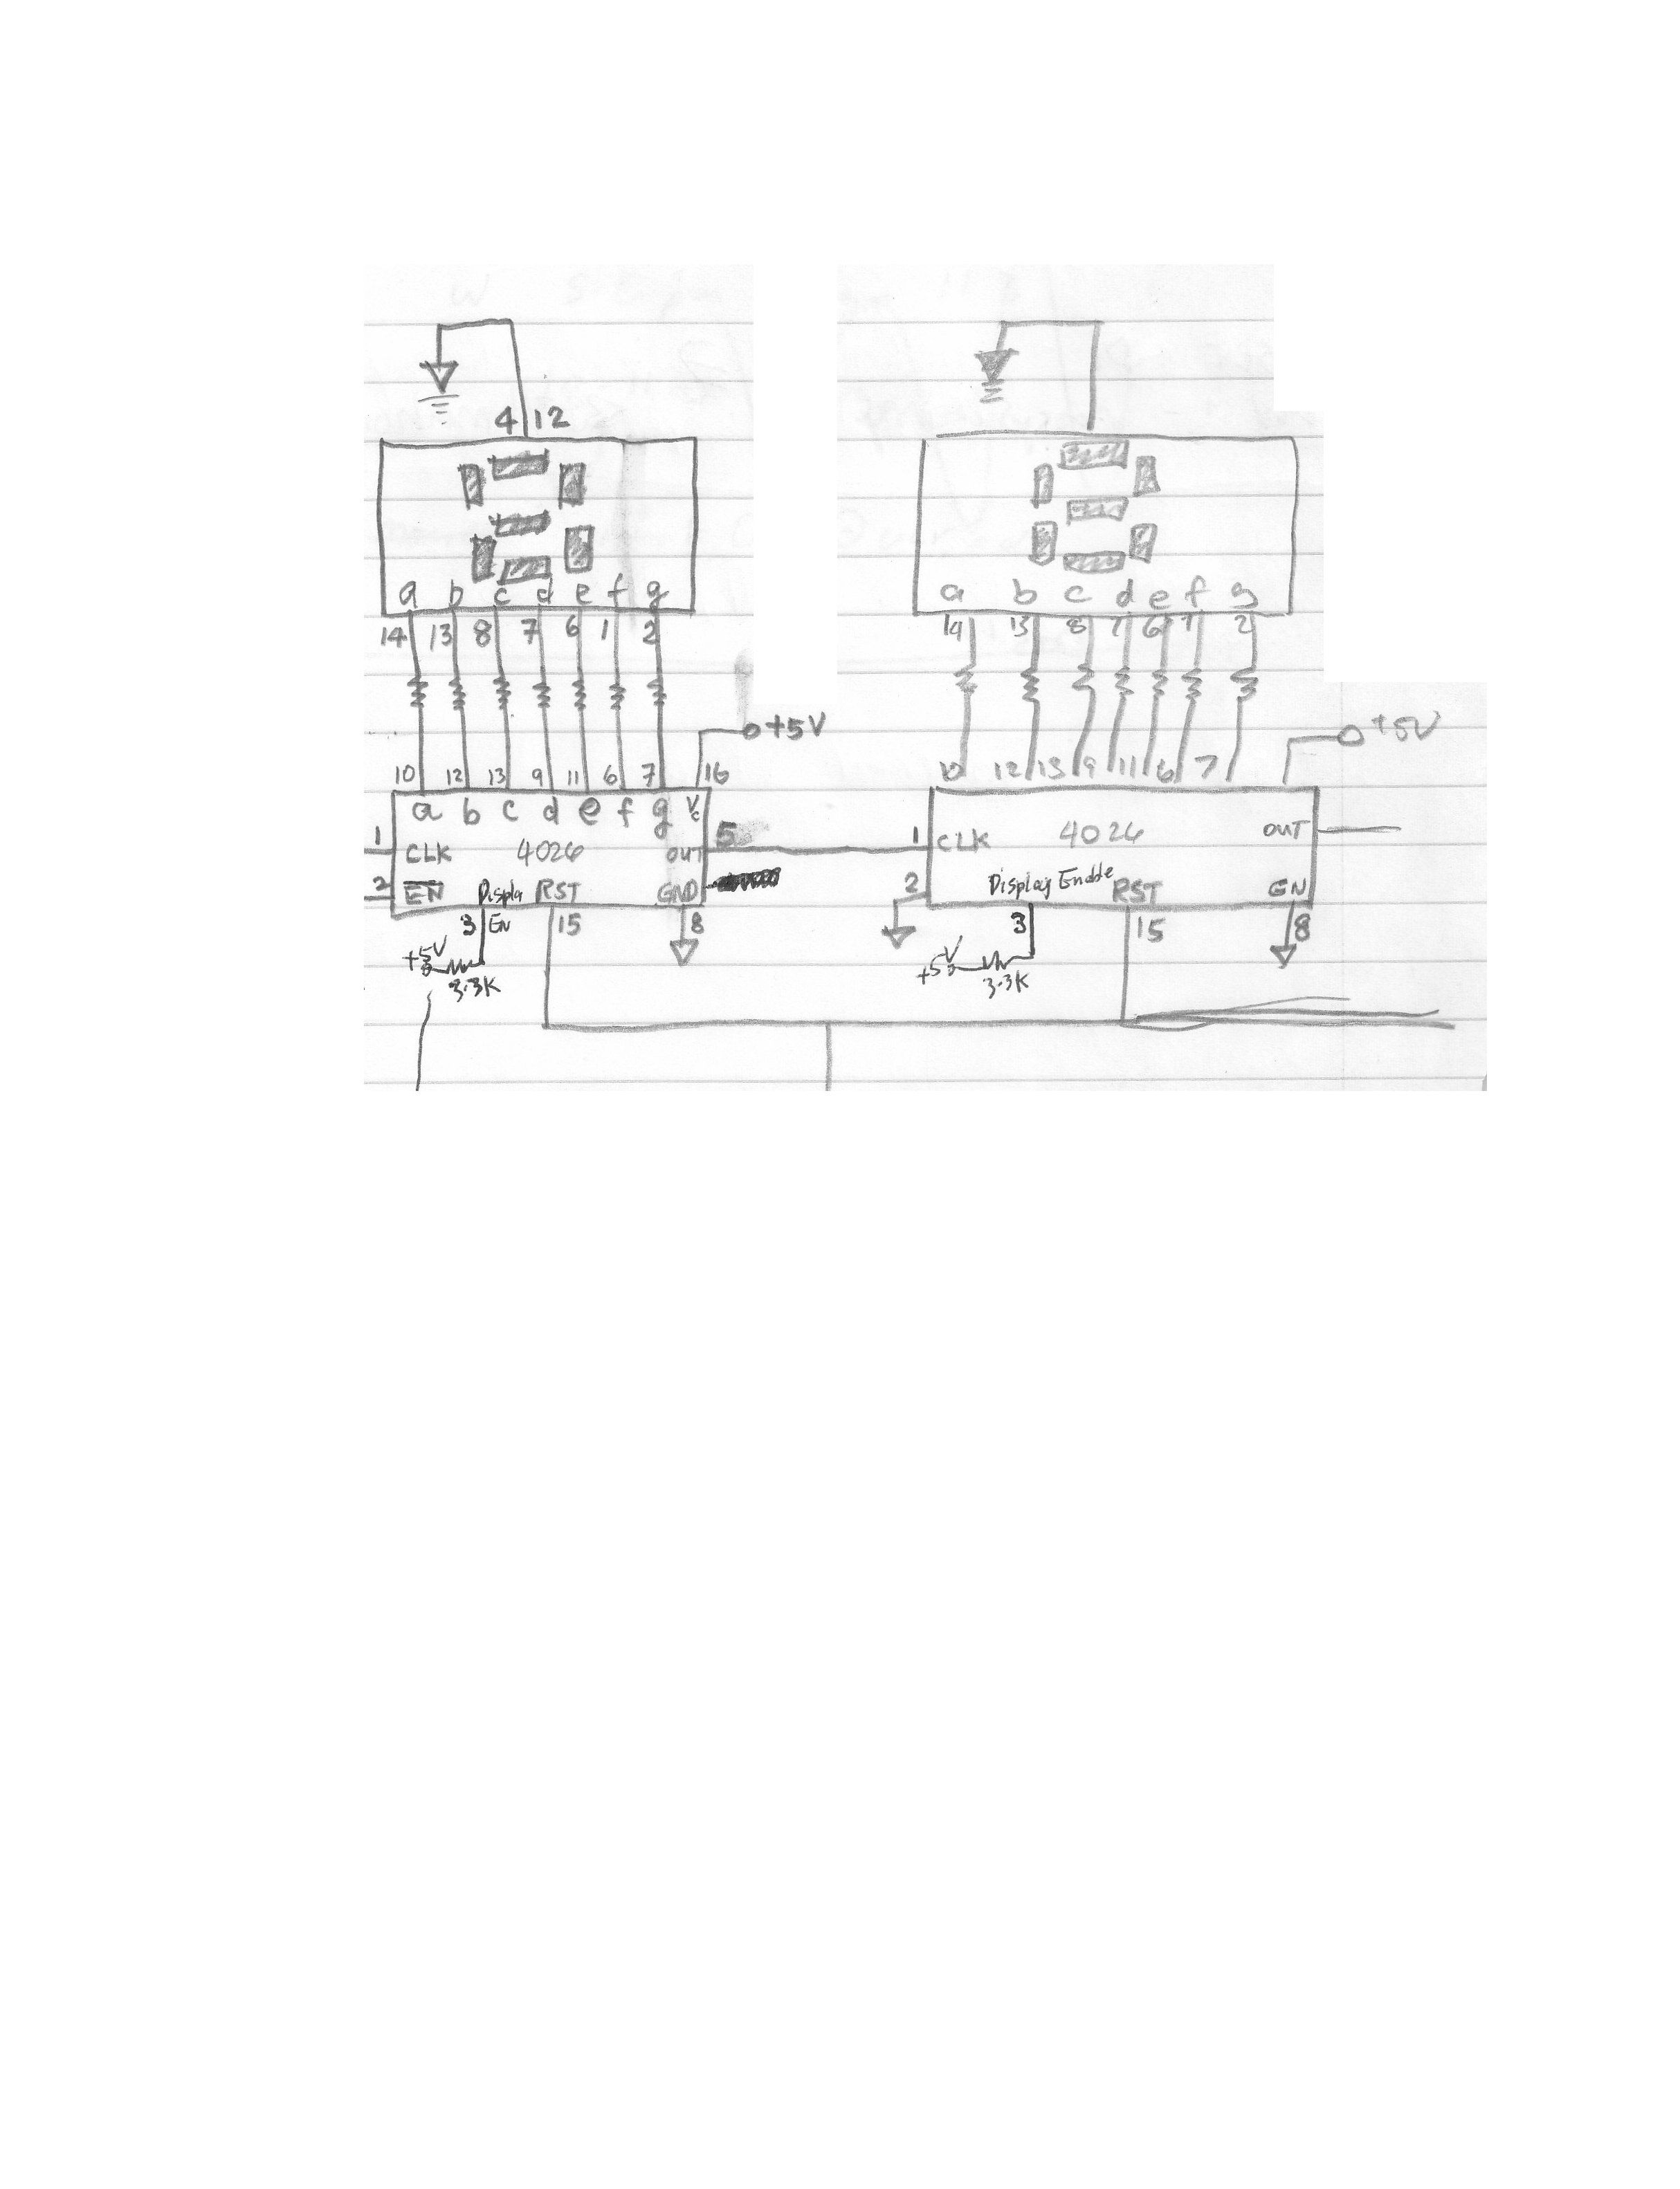 4 12
a b c d e f g
a b c d e f g
14 13 8 7 6 1 2
14 13 8 7 6 1 2
+5V
+5V
10 12 13 9 11 6 7 16
10 12 13 9 11 6 7
a b c d e f g Vc
1 CLK 4026 OUT 5
1 CLK 4026 OUT
2 EN Displa RST GND
2 Display Enable RST GN
3 EN 15 8
3 15 8
+5V
3.3K
+5V
3.3K